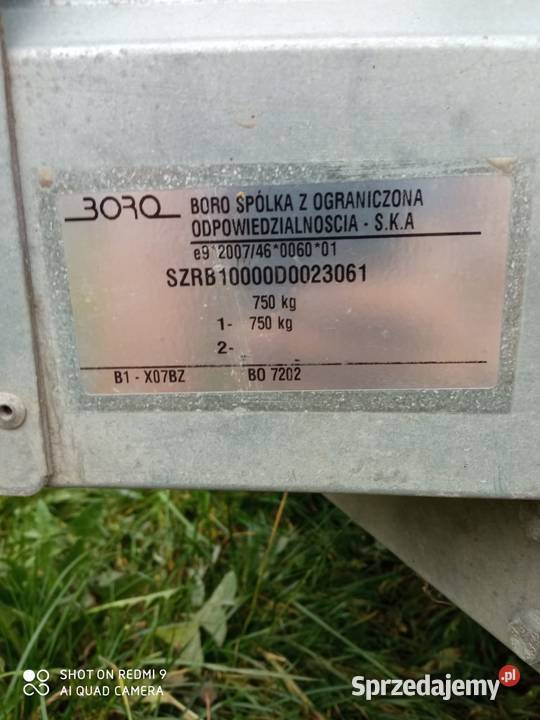 BORO
BORO SPÓLKA Z OGRANICZONA
ODPOWIEDZIALNOSCIA - S.K.A
e9*2007/46*0060*01
SZRB10000D0023061
750 kg
1- 750 kg
2-
B1 - X07BZ BO 7202
SHOT ON REDMI 9
AI QUAD CAMERA
Sprzedajemy.pl